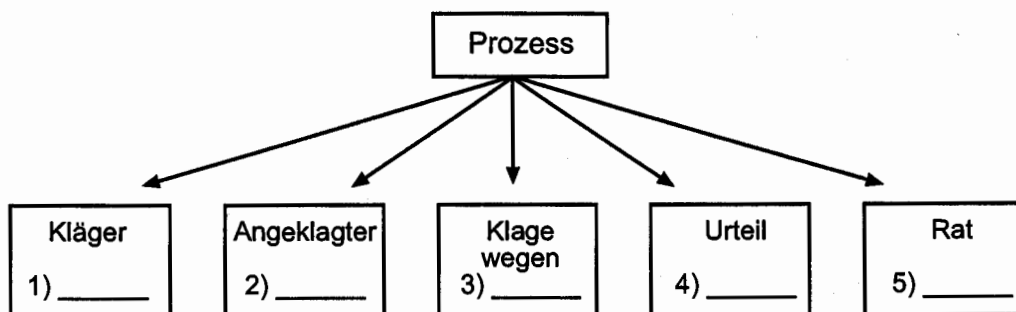 Prozess
Kläger
1) ______
Angeklagter
2) ______
Klage
wegen
3) ______
Urteil
4) ______
Rat
5) ______